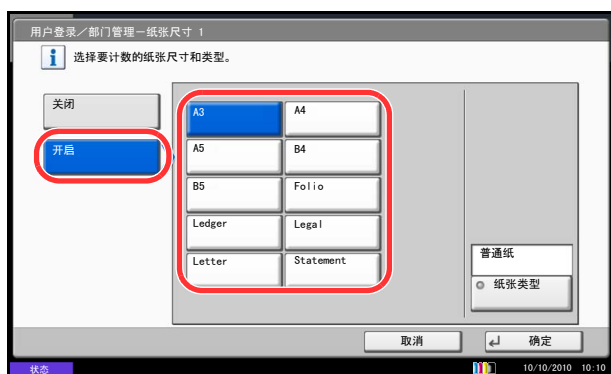 用户登录／部门管理－纸张尺寸 1
选择要计数的纸张尺寸和类型。
关闭
开启
A3
A4
A5
B4
B5
Folio
Ledger
Legal
Letter
Statement
普通纸
纸张类型
取消
确定
状态
10/10/2010 10:10